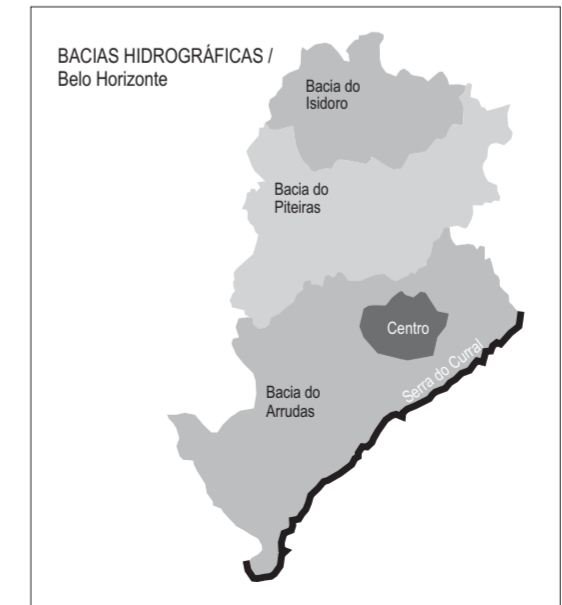 BACIAS HIDROGRÁFICAS /
Belo Horizonte
Bacia do
Isidoro
Bacia do
Piteiras
Centro
Serra do Curral
Bacia do
Arrudas